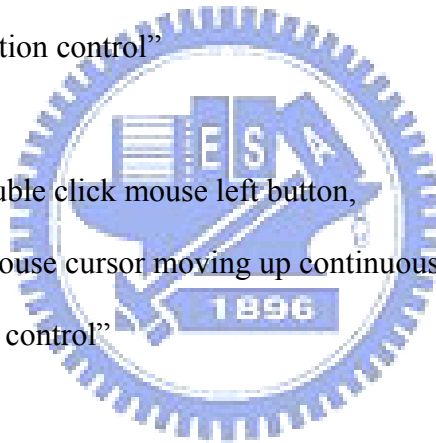 tion control”
E S A
uble click mouse left button,
ouse cursor moving up continuous
1896
control”